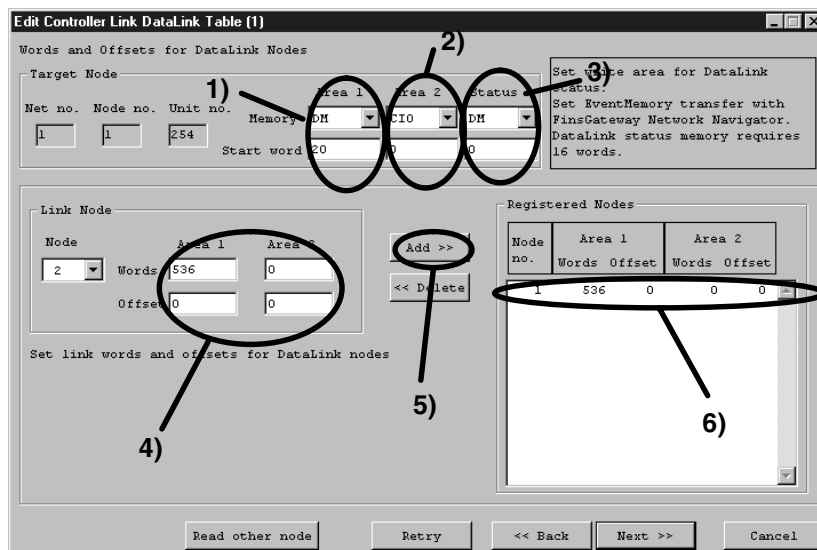 Edit Controller Link DataLink Table (1)
Words and Offsets for DataLink Nodes
2)
Target Node
1)
3)
Area 1 Area 2 Status
Net no. Node no. Unit no.
Memory DM CIO DM
1 1 254
Start word 20 0 0
Set write area for DataLink
Status.
Set EventMemory transfer with
FinsGateway Network Navigator.
DataLink status memory requires
16 words.
Link Node
Node Area 1 Area 2
2 Words 536 0
Offset 0 0
Set link words and offsets for DataLink nodes
4)
Add >>
<< Delete
5)
Registered Nodes
Node no. Area 1 Area 2
Words Offset Words Offset
1 536 0 0 0
6)
Read other node Retry << Back Next >> Cancel